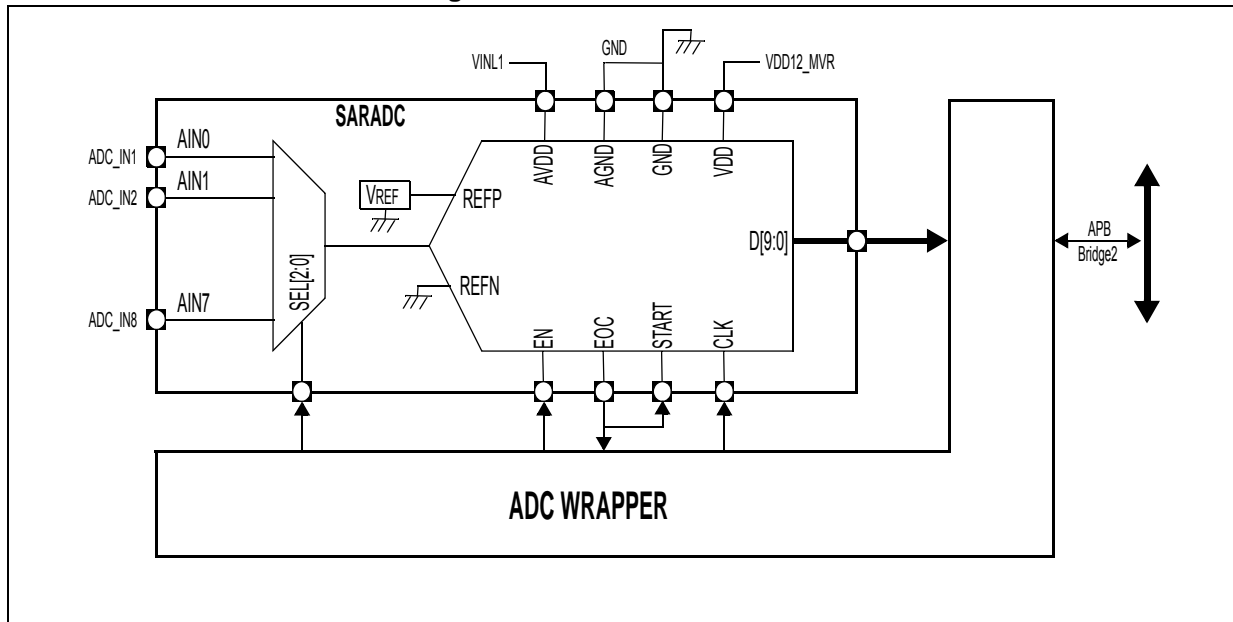 GND
VINL1
VDD12_MVR
SARADC
ADC_IN1
AIN0
ADC_IN2
AIN1
ADC_IN8
AIN7
SEL[2:0]
VREF
REFP
REFN
AVDD
AGND
GND
VDD
D[9:0]
EN
EOC
START
CLK
APB
Bridge2
ADC WRAPPER